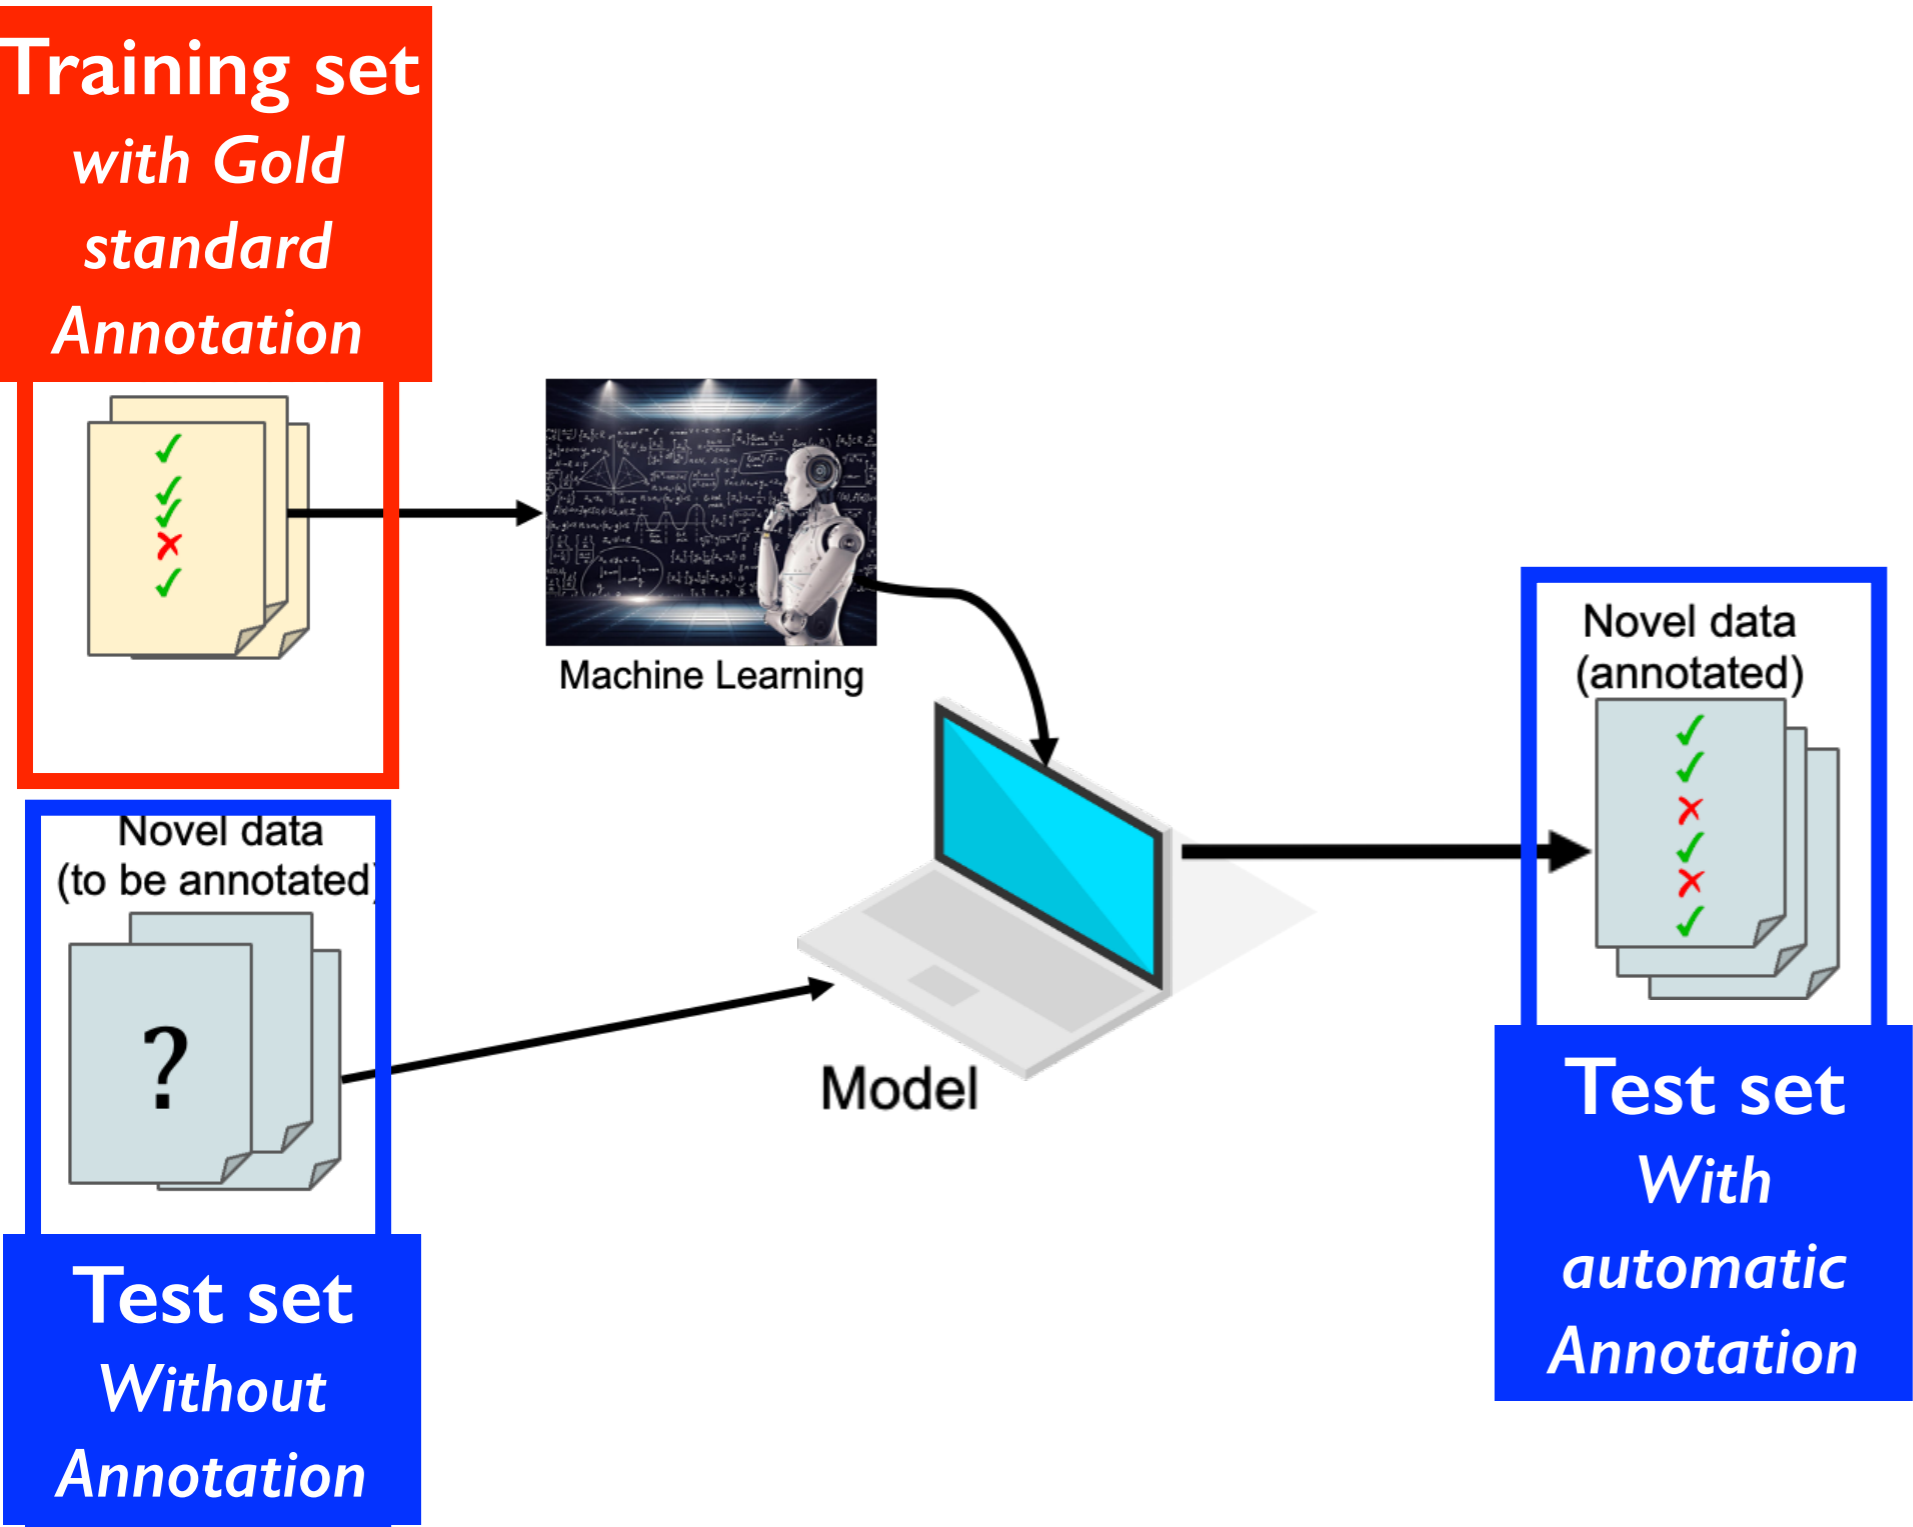 Training set
with Gold
standard
Annotation
Machine Learning
Novel data
(to be annotated)
?
Test set
Without
Annotation
Model
Novel data
(annotated)
Test set
With
automatic
Annotation